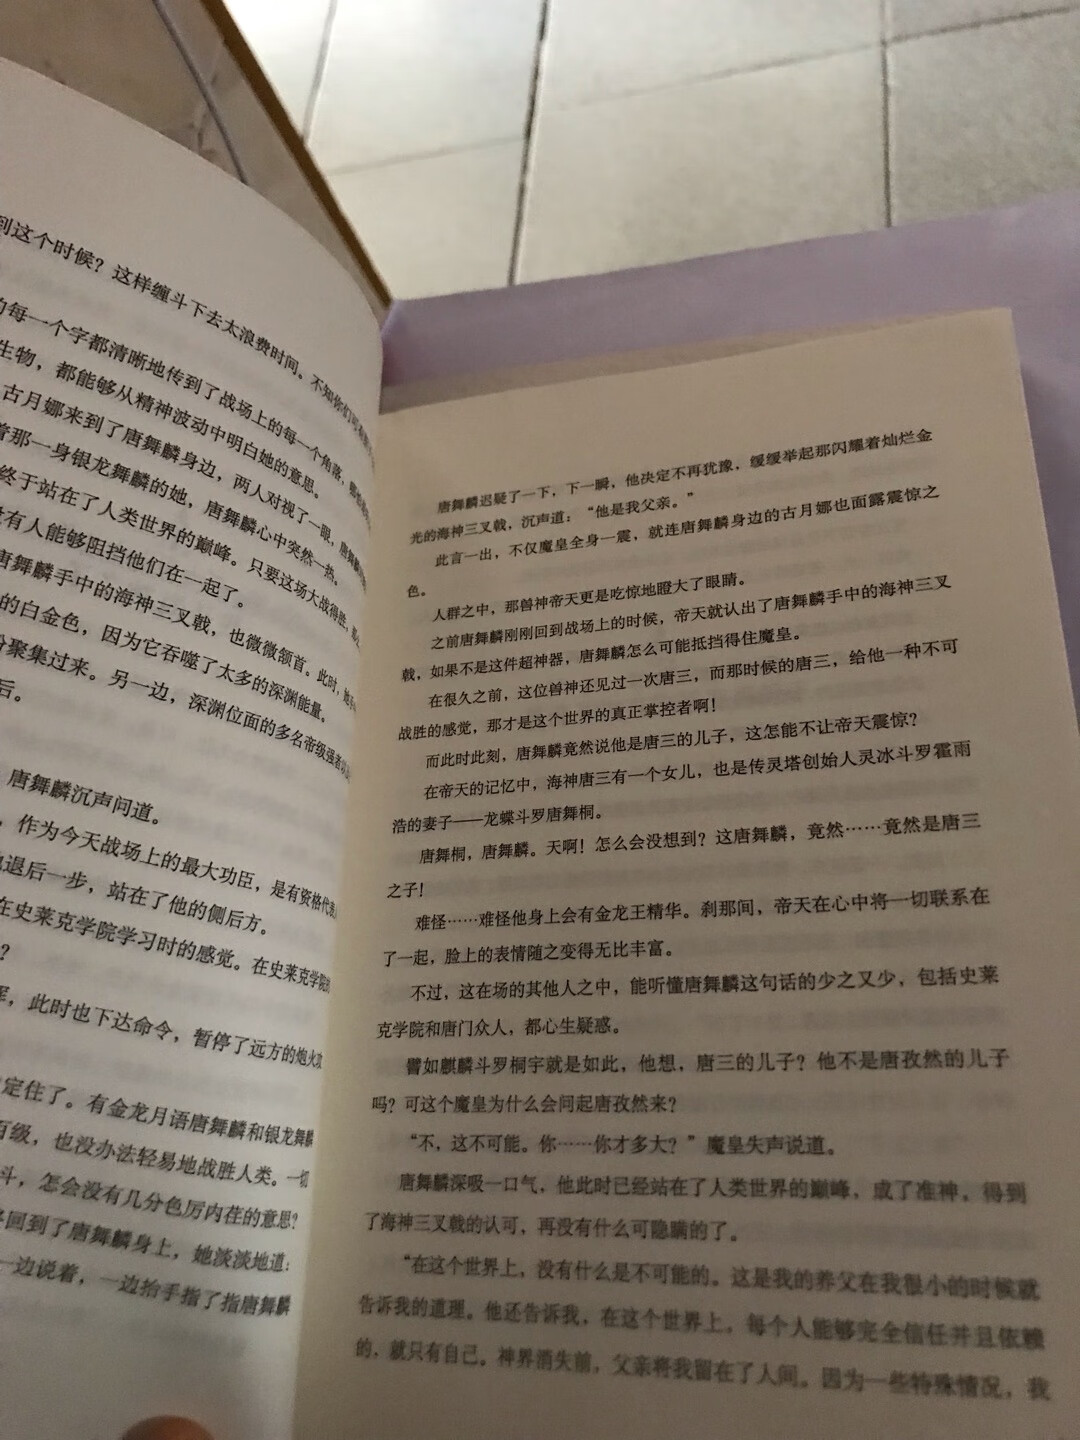 到这个时候？这样缠斗下去太浪费时间。不知你们可
的每一个字都清晰地传到了战场上的每一个角落，
生物，都能够从精神波动中明白她的意思。
古月娜来到了唐舞麟身边，两人对视了一眼，唐舞
着那一身银龙舞麟的她，唐舞麟心中突然一热。
终于站在了人类世界的巅峰。只要这场大战得胜，
没有人能够阻挡他们在一起了。
唐舞麟手中的海神三叉戟，也微微颔首。此时，她手
的白金色，因为它吞噬了太多的深渊能量。
聚集过来。另一边，深渊位面的多名帝级强者
后。
唐舞麟沉声问道。
，作为今天战场上的最大功臣，是有资格代表
退后一步，站在了他的侧后方。
在史莱克学院学习时的感觉。在史莱克学院的
？
，此时也下达命令，暂停了远方的炮火攻
定住了。有金龙月语唐舞麟和银龙舞麟
百级，也没办法轻易地战胜人类。一切
斗，怎会没有几分色厉内荏的意思？
回到了唐舞麟身上，她淡淡地道：
一边说着，一边抬手指了指唐舞麟
唐舞麟迟疑了一下，下一瞬，他决定不再犹豫，缓缓举起那闪耀着灿烂金
光的海神三叉戟，沉声道：“他是我父亲。”
此言一出，不仅魔皇全身一震，就连唐舞麟身边的古月娜也面露震惊之
色。
人群之中，那兽神帝天更是吃惊地瞪大了眼睛。
之前唐舞麟刚刚回到战场上的时候，帝天就认出了唐舞麟手中的海神三叉
戟，如果不是这件超神器，唐舞麟怎么可能抵挡得住魔皇。
在很久之前，这位兽神还见过一次唐三，而那时候的唐三，给他一种不可
战胜的感觉，那才是这个世界的真正掌控者啊！
而此时此刻，唐舞麟竟然说他是唐三的儿子，这怎能不让帝天震惊？
在帝天的记忆中，海神唐三有一个女儿，也是传灵塔创始人灵冰斗罗霍雨
浩的妻子——龙蝶斗罗唐舞桐。
唐舞桐，唐舞麟。天啊！怎么会没想到？这唐舞麟，竟然……竟然是唐三
之子！
难怪……难怪他身上会有金龙王精华。刹那间，帝天在心中将一切联系在
了一起，脸上的表情随之变得无比丰富。
不过，这在场的其他人之中，能听懂唐舞麟这句话的少之又少，包括史莱
克学院和唐门众人，都心生疑惑。
譬如麒麟斗罗桐宇就是如此，他想，唐三的儿子？他不是唐孜然的儿子
吗？可这个魔皇为什么会问起唐孜然来？
“不，这不可能。你……你才多大？”魔皇失声说道。
唐舞麟深吸一口气，他此时已经站在了人类世界的巅峰，成了准神，得到
了海神三叉戟的认可，再没有什么可隐瞒的了。
“在这个世界上，没有什么是不可能的。这是我的养父在我很小的时候就
告诉我的道理。他还告诉我，在这个世界上，每个人能够完全信任并且依赖
的，就只有自己。神界消失前，父亲将我留在了人间。因为一些特殊情况，我